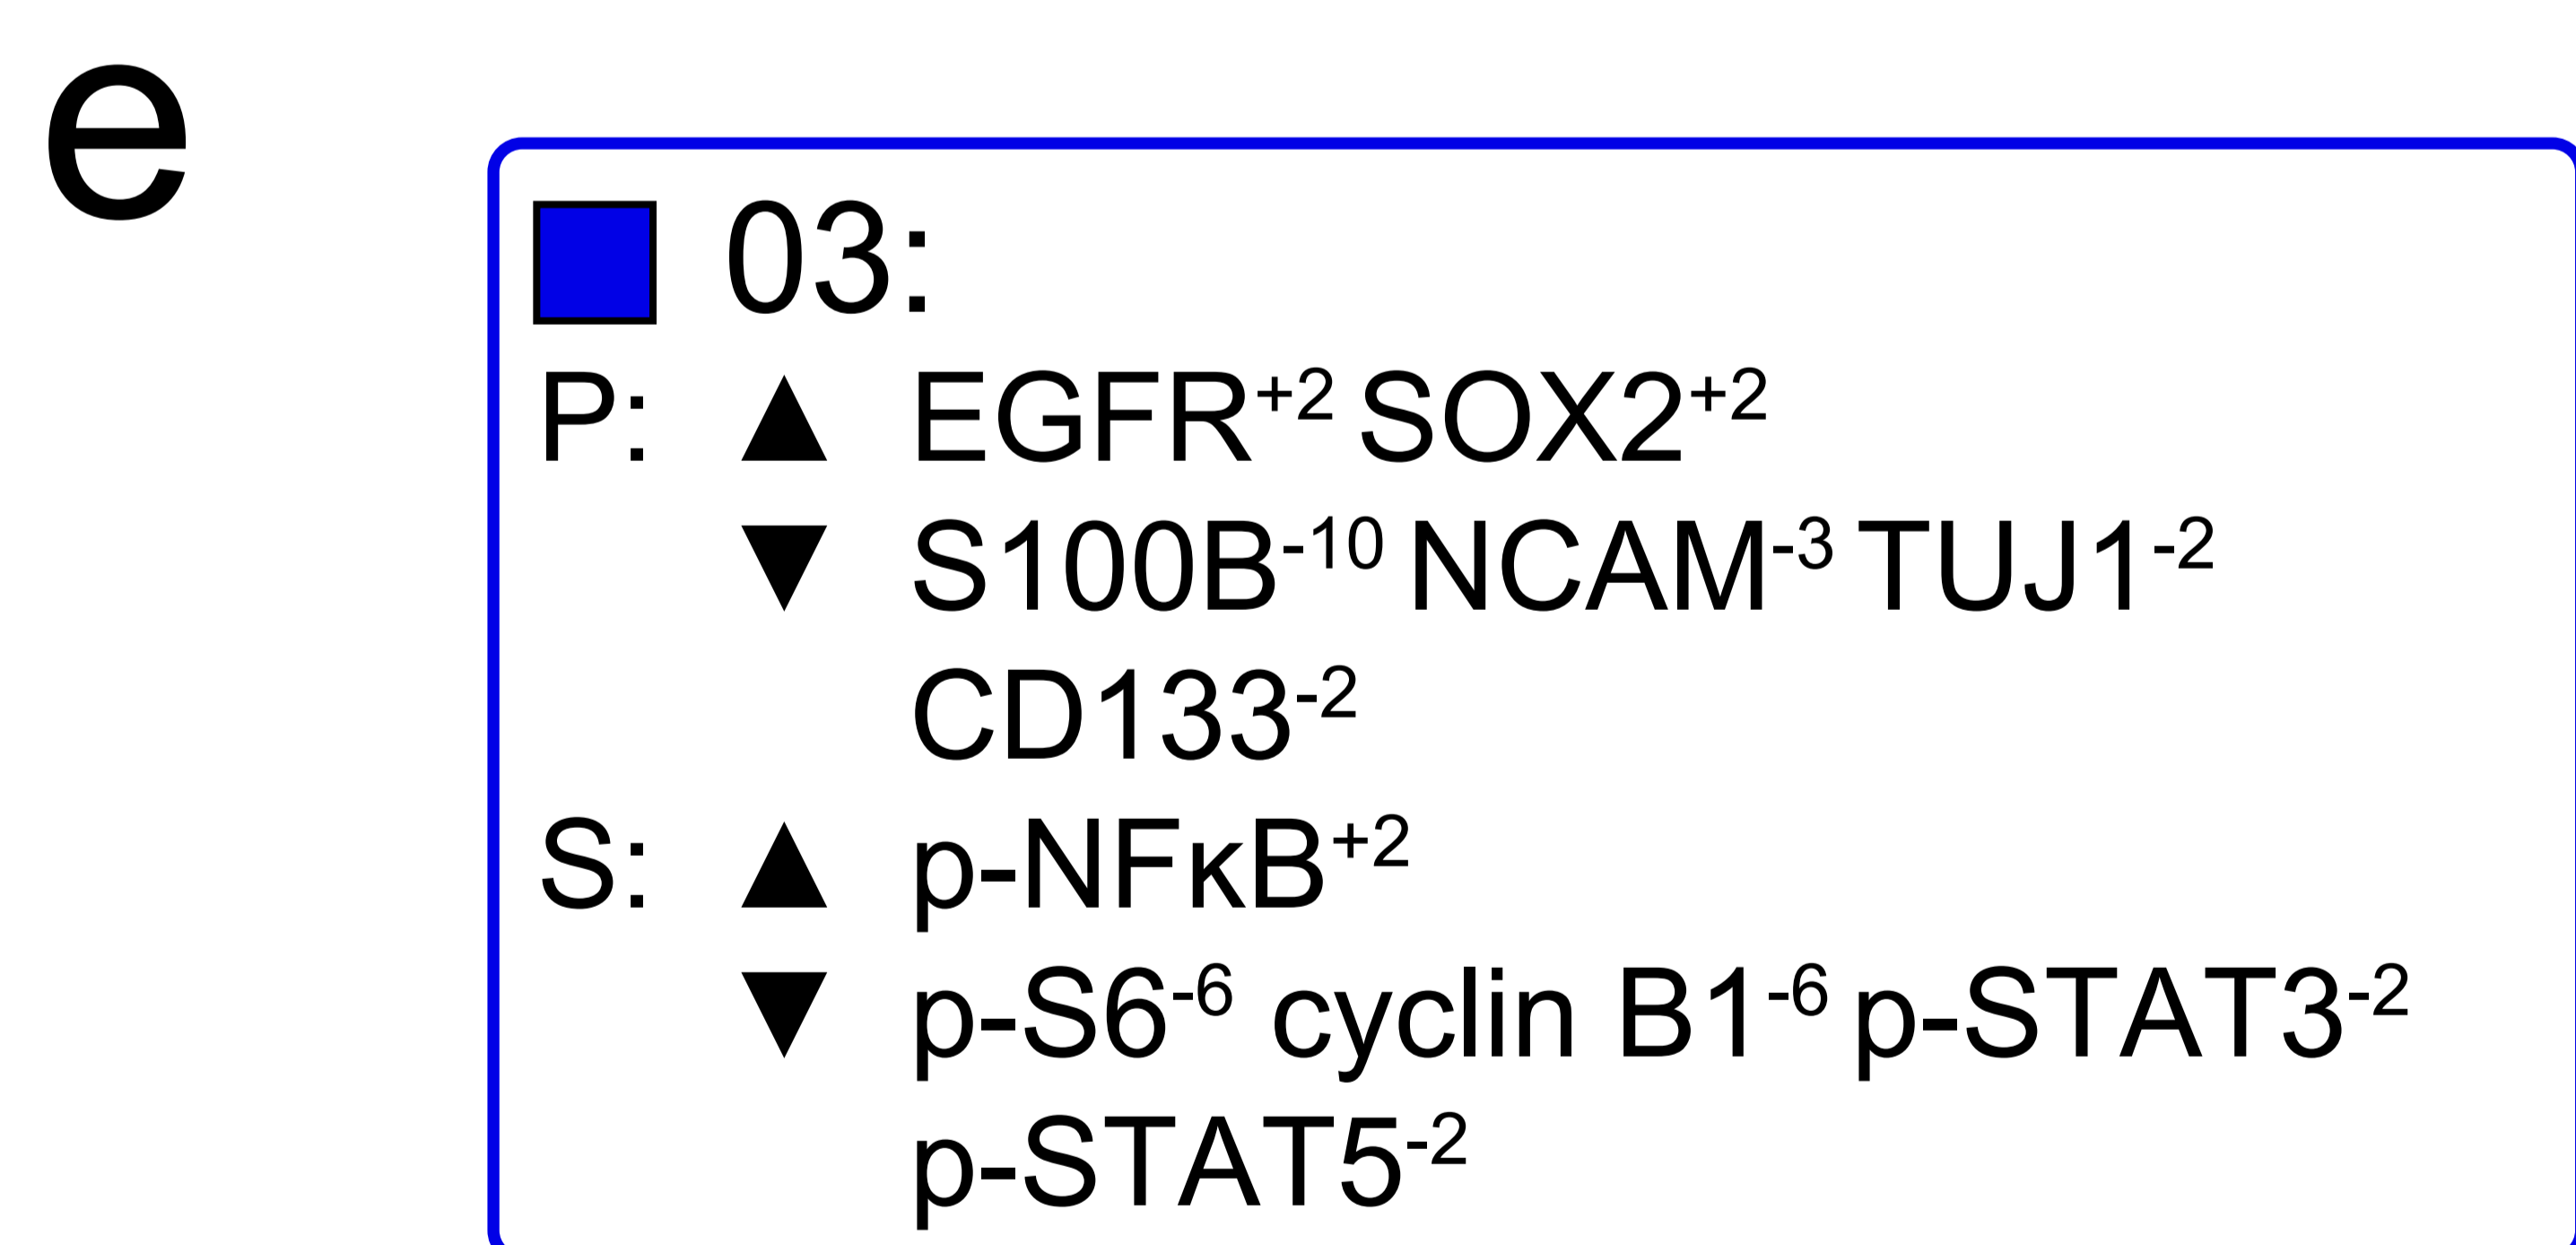 e
03:
P: ▲ EGFR⁺² SOX2⁺²
▼ S100B⁻¹⁰ NCAM⁻³ TUJ1⁻²
CD133⁻²
S: ▲ p-NFκB⁺²
▼ p-S6⁻⁶ cyclin B1⁻⁶ p-STAT3⁻²
p-STAT5⁻²